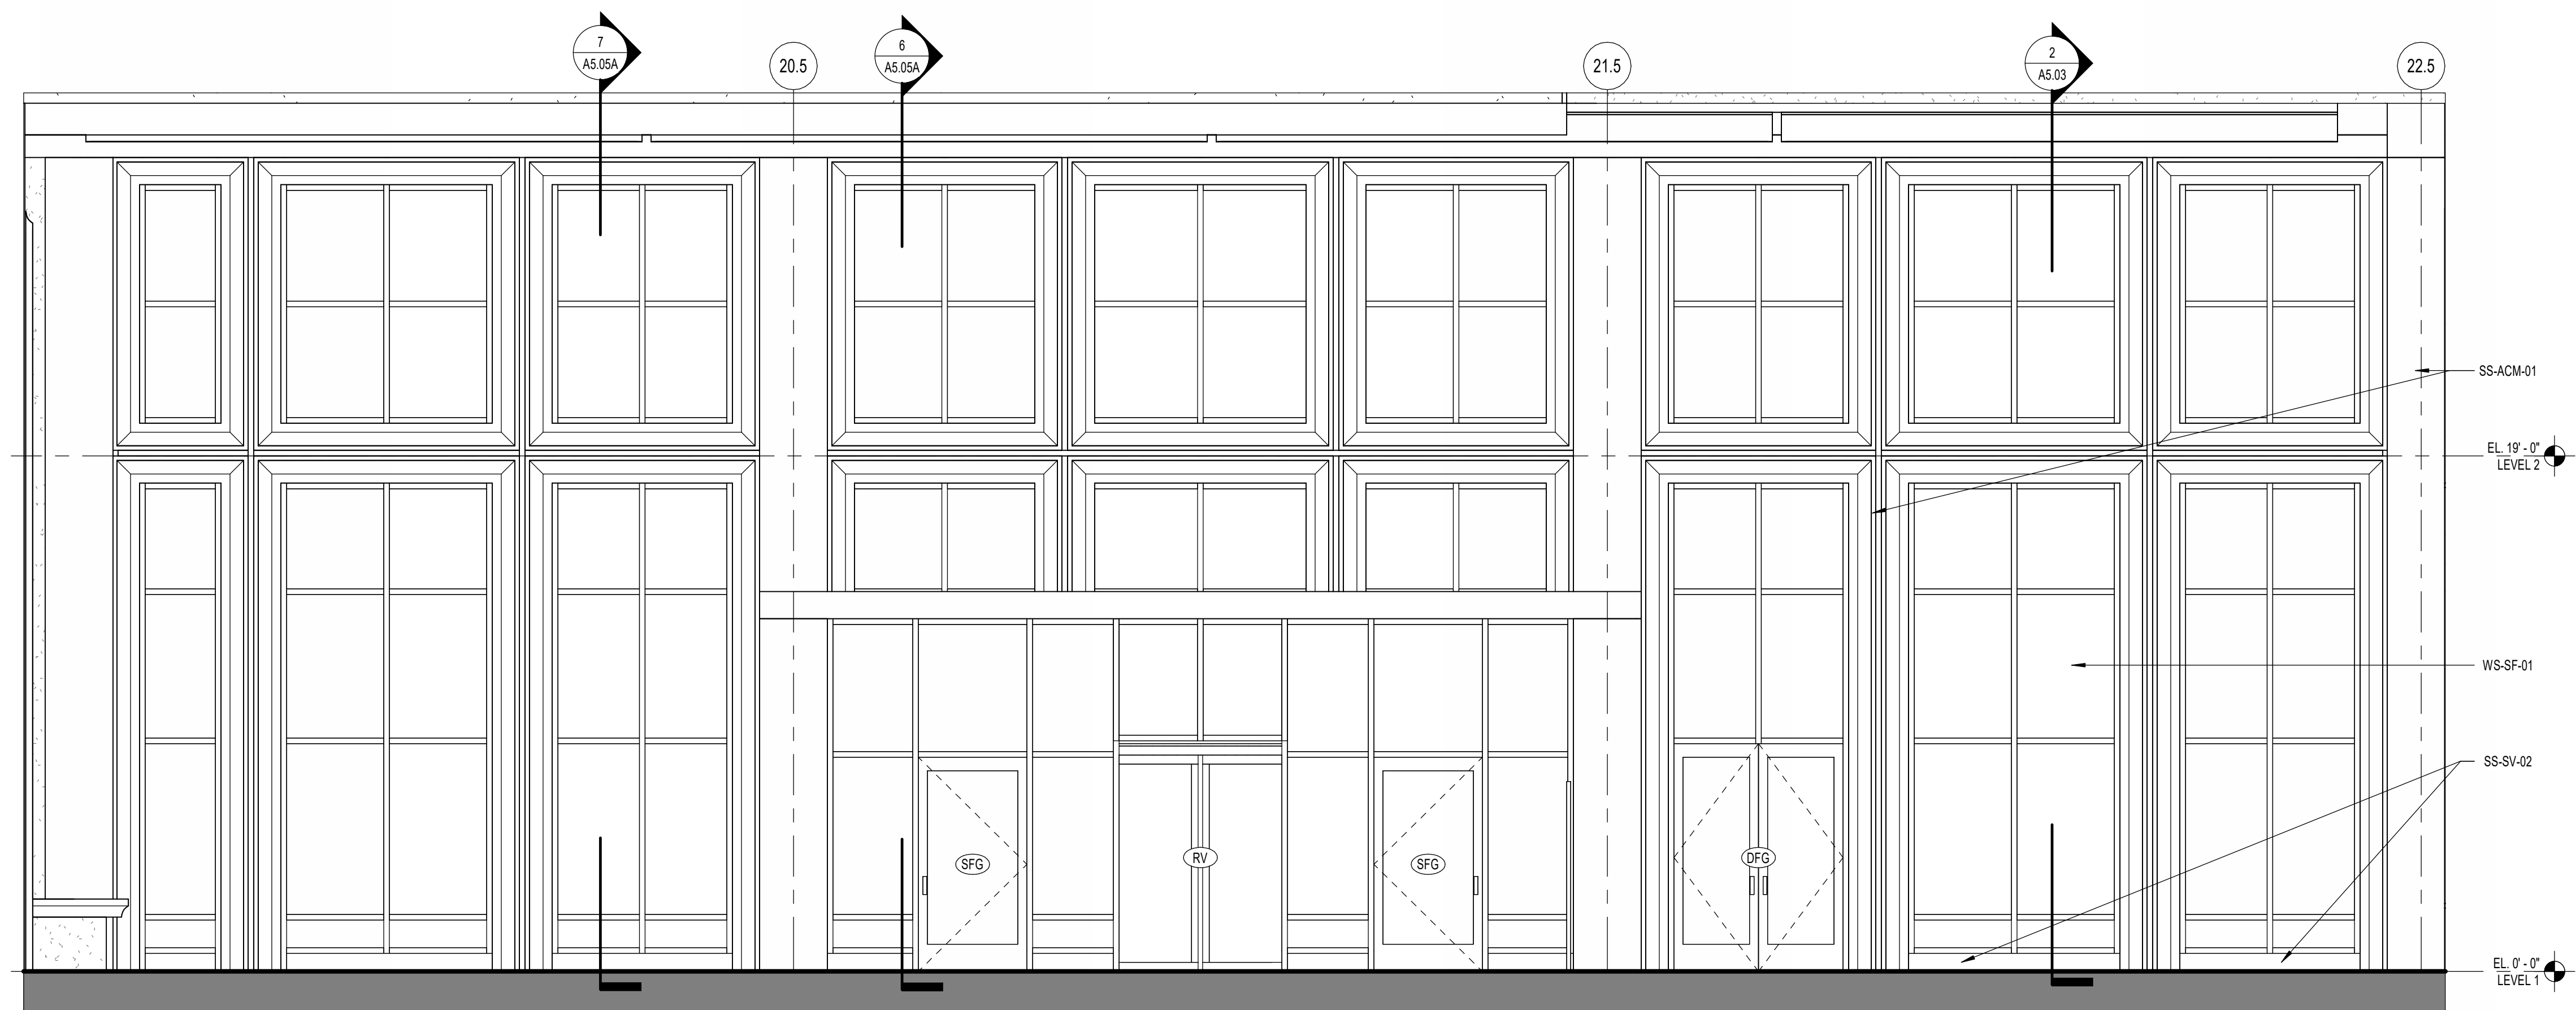 7
A5.05A
20.5
6
A5.05A
21.5
2
A5.03
22.5
SS-ACM-01
EL. 19' - 0"
LEVEL 2
WS-SF-01
SS-SV-02
SFG
RV
SFG
DFG
EL. 0' - 0"
LEVEL 1